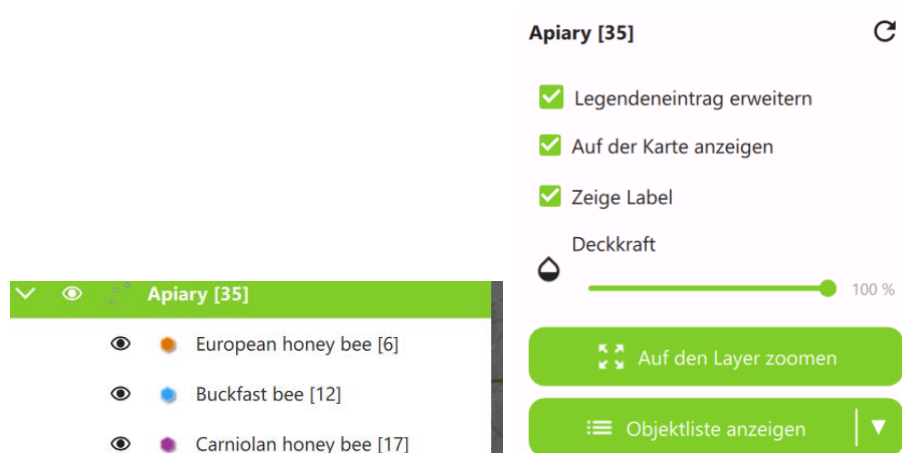 Apiary [35]
European honey bee [6]
Buckfast bee [12]
Carniolan honey bee [17]
Apiary [35]
Legendeneintrag erweitern
Auf der Karte anzeigen
Zeige Label
Deckkraft
100 %
Auf den Layer zoomen
Objektliste anzeigen